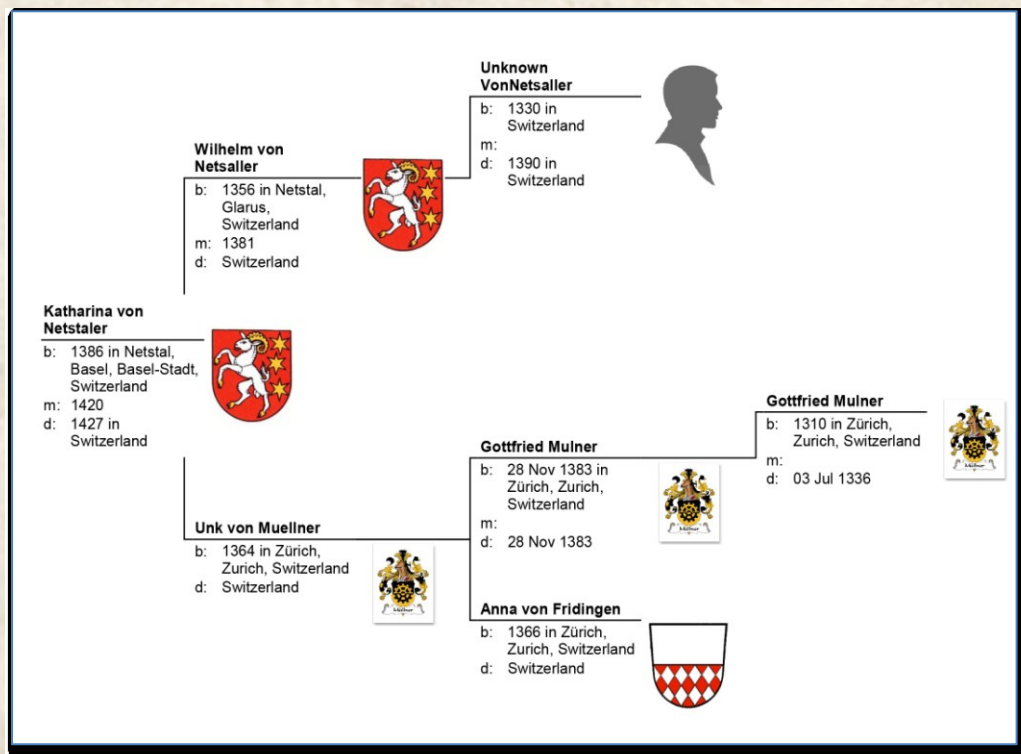 Unknown
VonNetsaller
b: 1330 in
Switzerland
m:
d: 1390 in
Switzerland
Wilhelm von
Netsaller
b: 1356 in Netstal,
Glarus,
Switzerland
m: 1381
d: Switzerland
Katharina von
Netstaler
b: 1386 in Netstal,
Basel, Basel-Stadt,
Switzerland
m: 1420
d: 1427 in
Switzerland
Gottfried Mulner
b: 1310 in Zürich,
Zurich, Switzerland
m:
d: 03 Jul 1336
Gottfried Mulner
b: 28 Nov 1383 in
Zürich, Zurich,
Switzerland
m:
d: 28 Nov 1383
Unk von Muellner
b: 1364 in Zürich,
Zurich, Switzerland
d: Switzerland
Anna von Fridingen
b: 1366 in Zürich,
Zurich, Switzerland
d: Switzerland